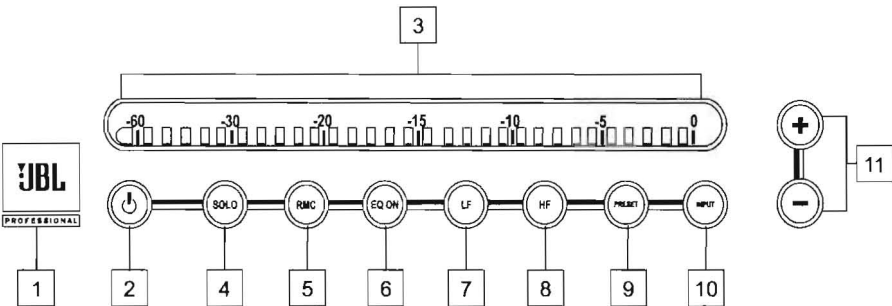 3
-60 -30 -20 -15 -10 -5 0
JBL
PROFESSIONAL
SOLO RMC EQ ON LF HF PRESET INPUT
+
−
11
1 2 4 5 6 7 8 9 10